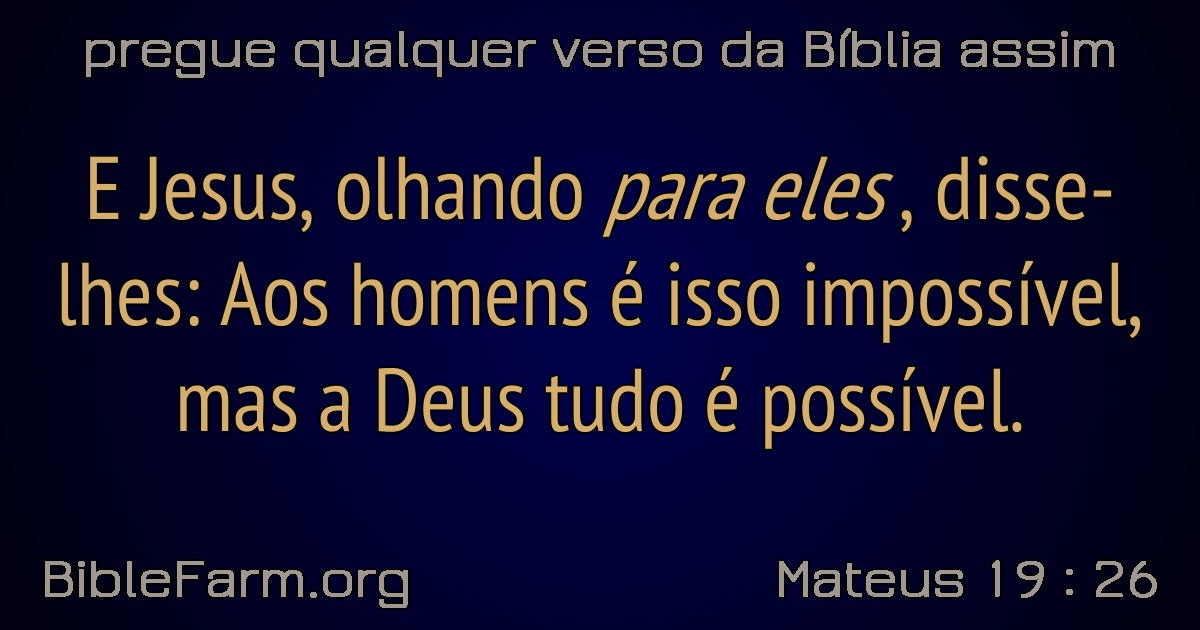 pregue qualquer verso da Bíblia assim
E Jesus, olhando para eles , disse-
lhes: Aos homens é isso impossível,
mas a Deus tudo é possível.
BibleFarm.org
Mateus 19 : 26